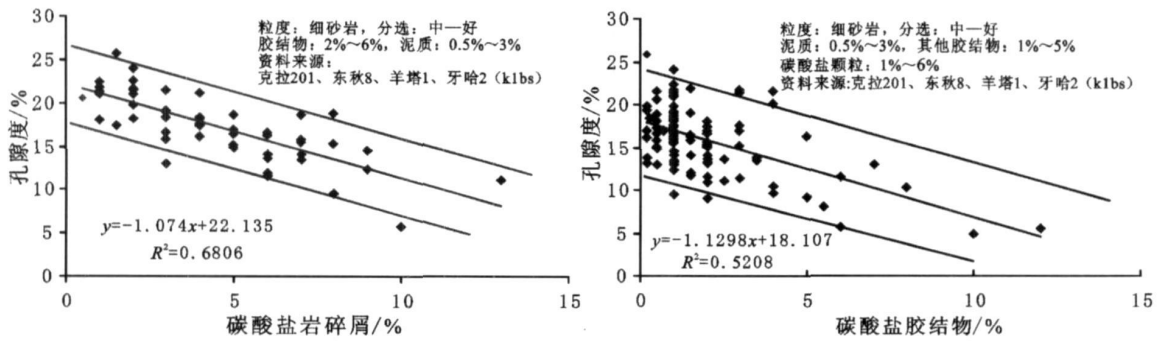 30
25
20
15
10
5
0
孔隙度/%
粒度：细砂岩，分选：中—好
胶结物：2%~6%，泥质：0.5%~3%
资料来源：
克拉201、东秋8、羊塔1、牙哈2（k1bs）
y=-1.074x+22.135
R²=0.6806
0 5 10 15
碳酸盐岩碎屑/%
30
25
20
15
10
5
0
孔隙度/%
粒度：细砂岩，分选：中—好
泥质：0.5%~3%，其他胶结物：1%~5%
碳酸盐颗粒：1%~6%
资料来源:克拉201、东秋8、羊塔1、牙哈2（k1bs）
y=-1.1298x+18.107
R²=0.5208
0 5 10 15
碳酸盐胶结物/%